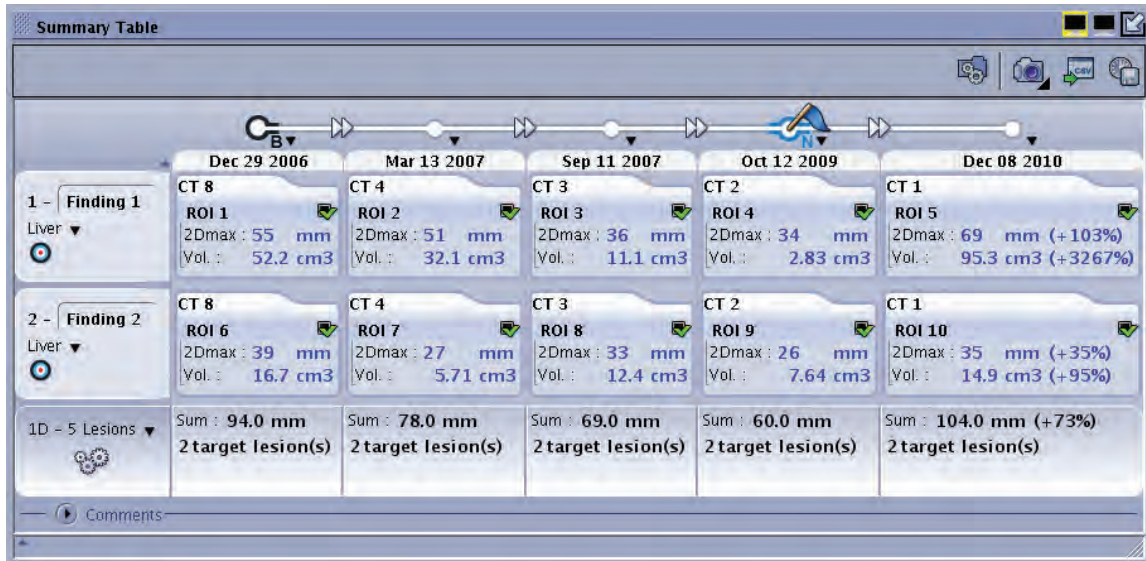 Summary Table
CSV
B
N
Dec 29 2006 Mar 13 2007 Sep 11 2007 Oct 12 2009 Dec 08 2010
1 - Finding 1
Liver
CT 8 CT 4 CT 3 CT 2 CT 1
ROI 1 ROI 2 ROI 3 ROI 4 ROI 5
2Dmax : 55 mm 2Dmax : 51 mm 2Dmax : 36 mm 2Dmax : 34 mm 2Dmax : 69 mm (+103%)
Vol. : 52.2 cm3 Vol. : 32.1 cm3 Vol. : 11.1 cm3 Vol. : 2.83 cm3 Vol. : 95.3 cm3 (+3267%)
2 - Finding 2
Liver
CT 8 CT 4 CT 3 CT 2 CT 1
ROI 6 ROI 7 ROI 8 ROI 9 ROI 10
2Dmax : 39 mm 2Dmax : 27 mm 2Dmax : 33 mm 2Dmax : 26 mm 2Dmax : 35 mm (+35%)
Vol. : 16.7 cm3 Vol. : 5.71 cm3 Vol. : 12.4 cm3 Vol. : 7.64 cm3 Vol. : 14.9 cm3 (+95%)
1D - 5 Lesions
Sum : 94.0 mm Sum : 78.0 mm Sum : 69.0 mm Sum : 60.0 mm Sum : 104.0 mm (+73%)
2 target lesion(s) 2 target lesion(s) 2 target lesion(s) 2 target lesion(s) 2 target lesion(s)
Comments